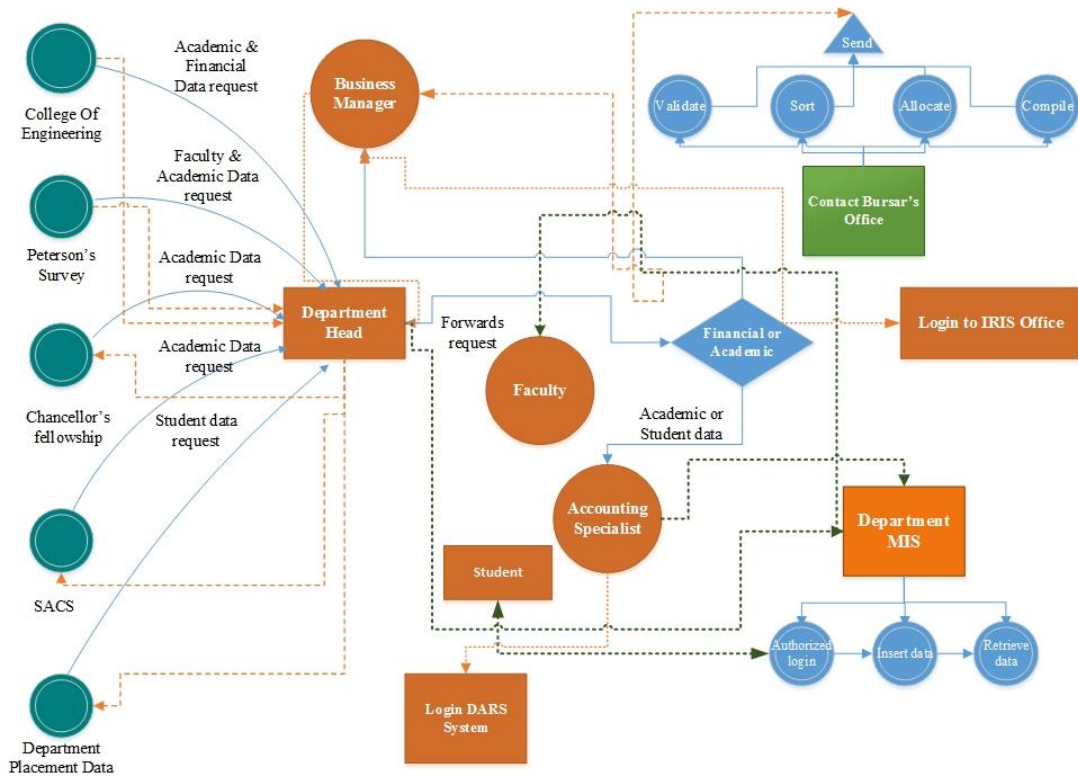 College Of
Engineering
Academic &
Financial
Data request
Business
Manager
Send
Validate
Sort
Allocate
Compile
Contact Bursar's
Office
Faculty &
Academic Data
request
Peterson's
Survey
Academic Data
request
Department
Head
Forwards
request
Financial or
Academic
Login to IRIS Office
Chancellor's
fellowship
Academic Data
request
Faculty
Student data
request
Academic or
Student data
Accounting
Specialist
Department
MIS
Student
SACS
Authorized
login
Insert data
Retrieve
data
Login DARS
System
Department
Placement Data